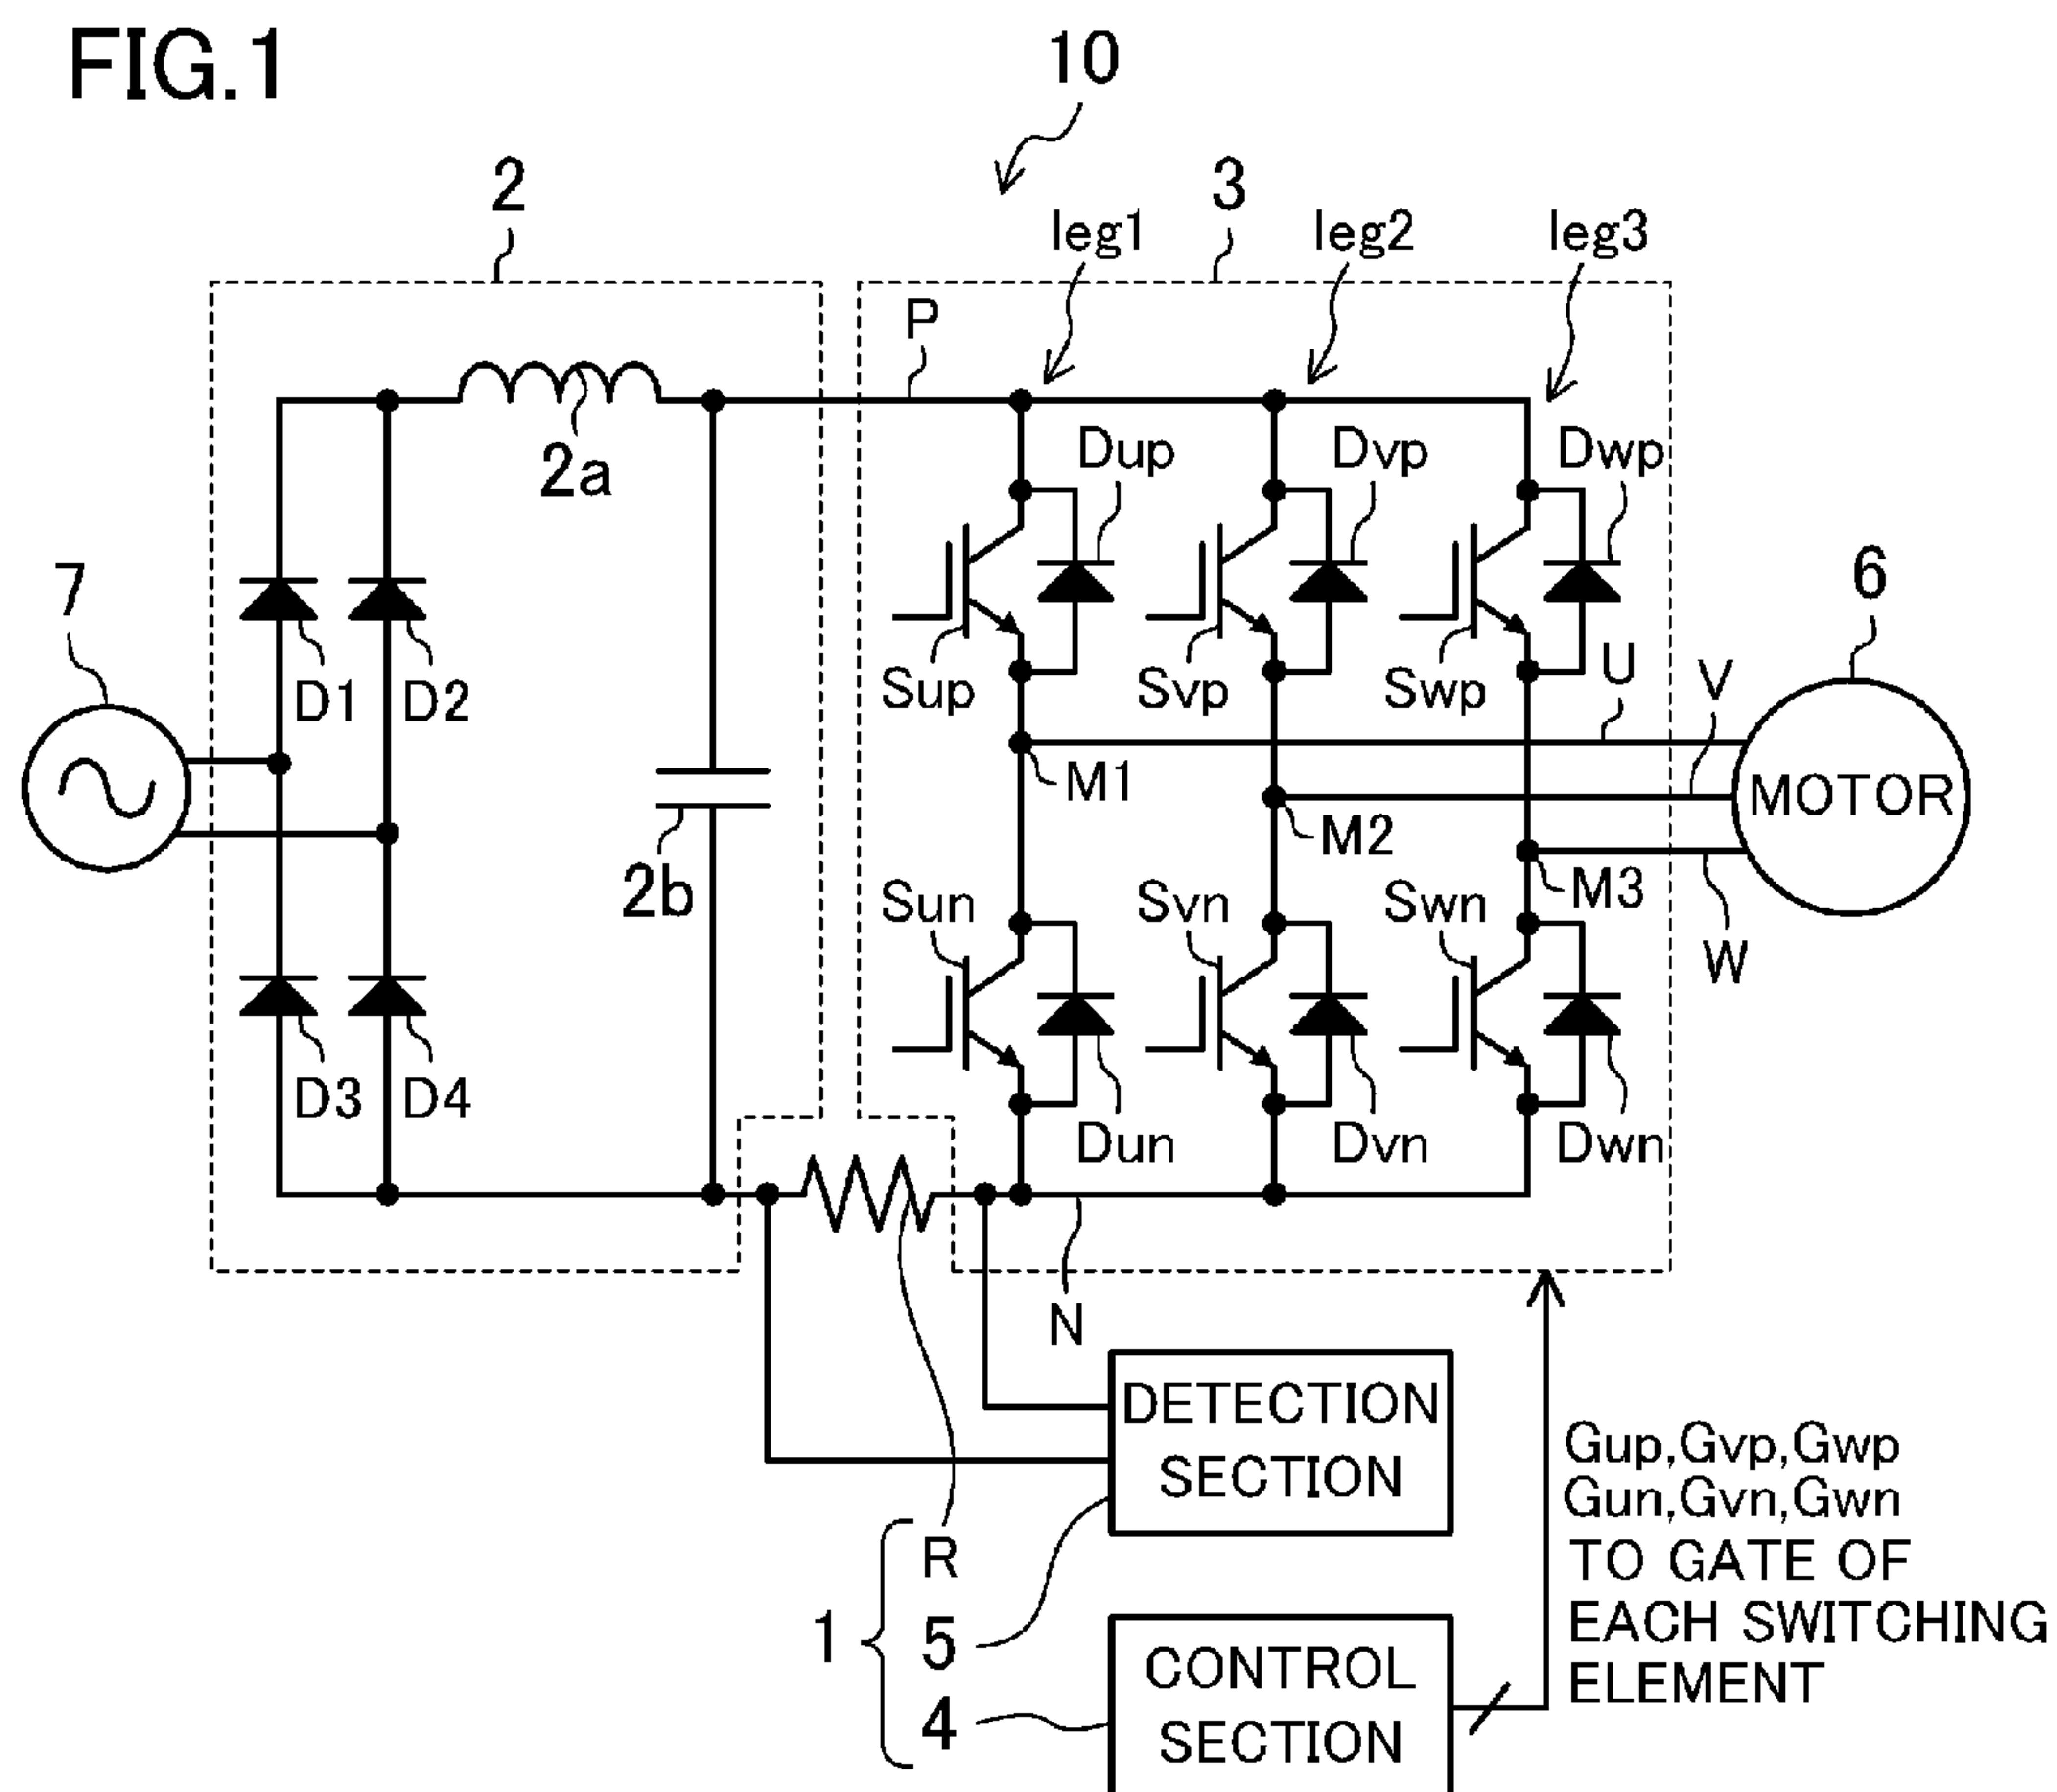 FIG.1
10
2
3
leg1
leg2
leg3
P
2a
Dup
Dvp
Dwp
7
6
D1
D2
Sup
Svp
Swp
U
V
M1
MOTOR
M2
2b
M3
Sun
Svn
Swn
W
D3
D4
Dun
Dvn
Dwn
N
DETECTION
SECTION
Gup,Gvp,Gwp
Gun,Gvn,Gwn
TO GATE OF
EACH SWITCHING
ELEMENT
1
R
5
4
CONTROL
SECTION